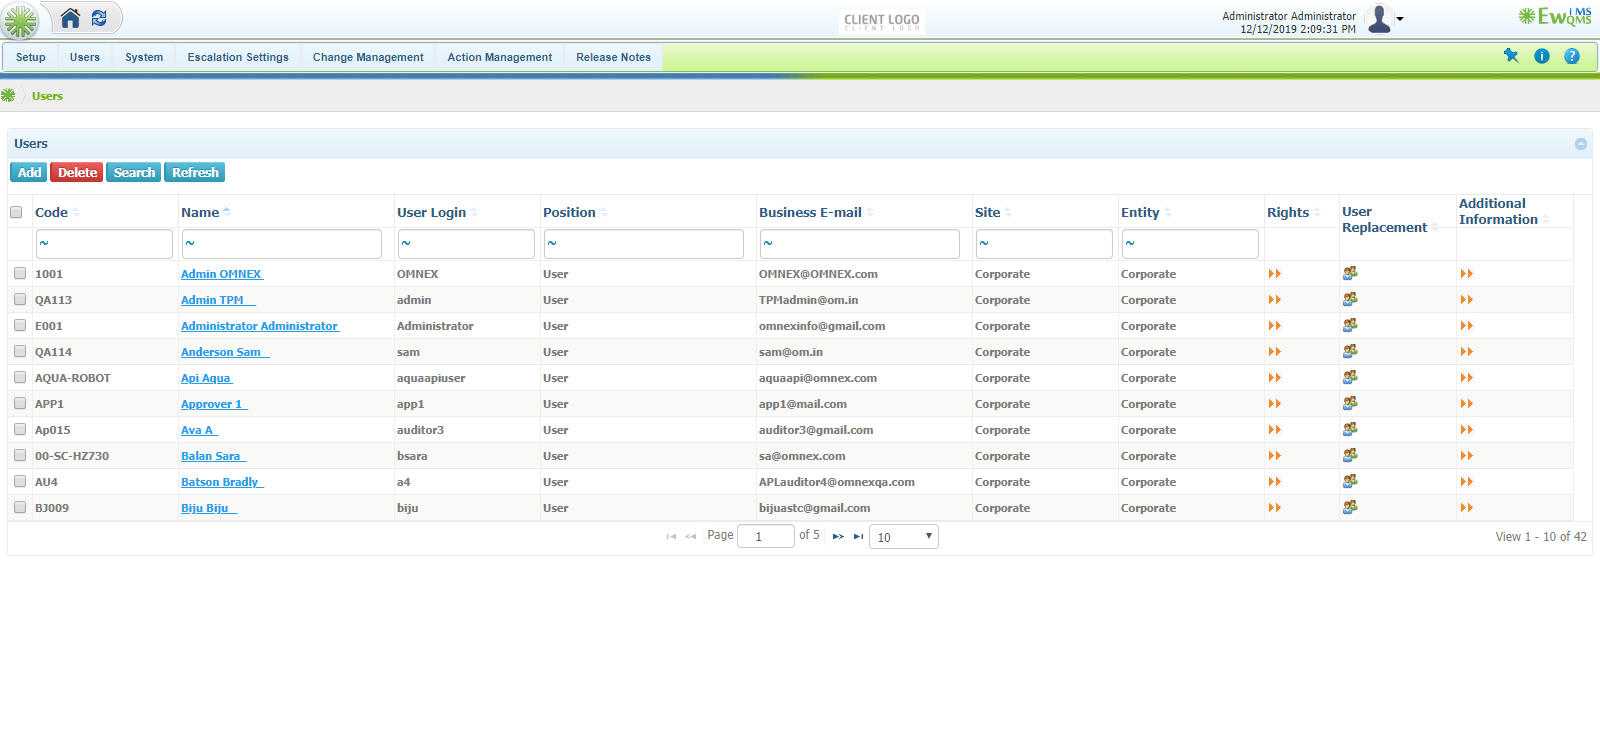 CLIENT LOGO
CLIENT LOGO
Administrator Administrator
12/12/2019 2:09:31 PM
EwIMS
QMS
Setup Users System Escalation Settings Change Management Action Management Release Notes
Users
Users
Add Delete Search Refresh
Code Name User Login Position Business E-mail Site Entity Rights User Replacement Additional Information
~ ~ ~ ~ ~ ~ ~
1001 Admin OMNEX OMNEX User OMNEX@OMNEX.com Corporate Corporate
QA113 Admin TPM admin User TPMadmin@om.in Corporate Corporate
E001 Administrator Administrator Administrator User omnexinfo@gmail.com Corporate Corporate
QA114 Anderson Sam sam User sam@om.in Corporate Corporate
AQUA-ROBOT Api Aqua aquaapiuser User aquaapi@omnex.com Corporate Corporate
APP1 Approver 1 app1 User app1@mail.com Corporate Corporate
Ap015 Ava A auditor3 User auditor3@gmail.com Corporate Corporate
00-SC-HZ730 Balan Sara bsara User sa@omnex.com Corporate Corporate
AU4 Batson Bradly a4 User APLauditor4@omnexqa.com Corporate Corporate
BJ009 Biju Biju biju User bijuastc@gmail.com Corporate Corporate
Page 1 of 5 10 View 1 - 10 of 42